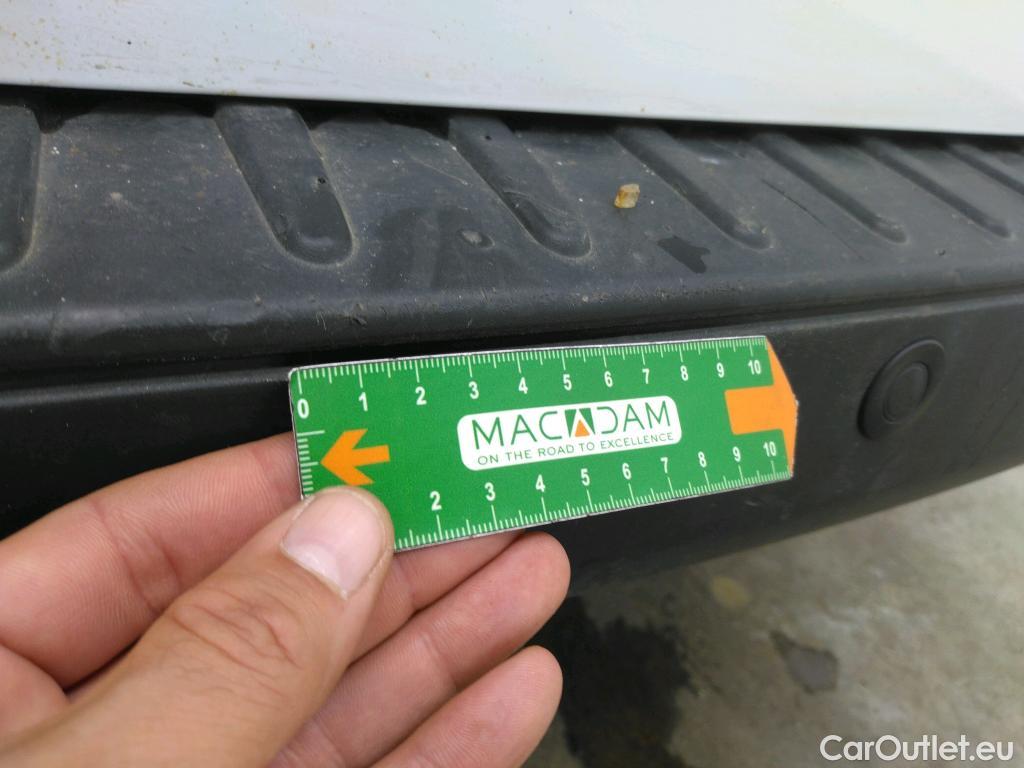 0 1 2 3 4 5 6 7 8 9 10
MACADAM
ON THE ROAD TO EXCELLENCE
2 3 4 5 6 7 8 9 10
CarOutlet.eu